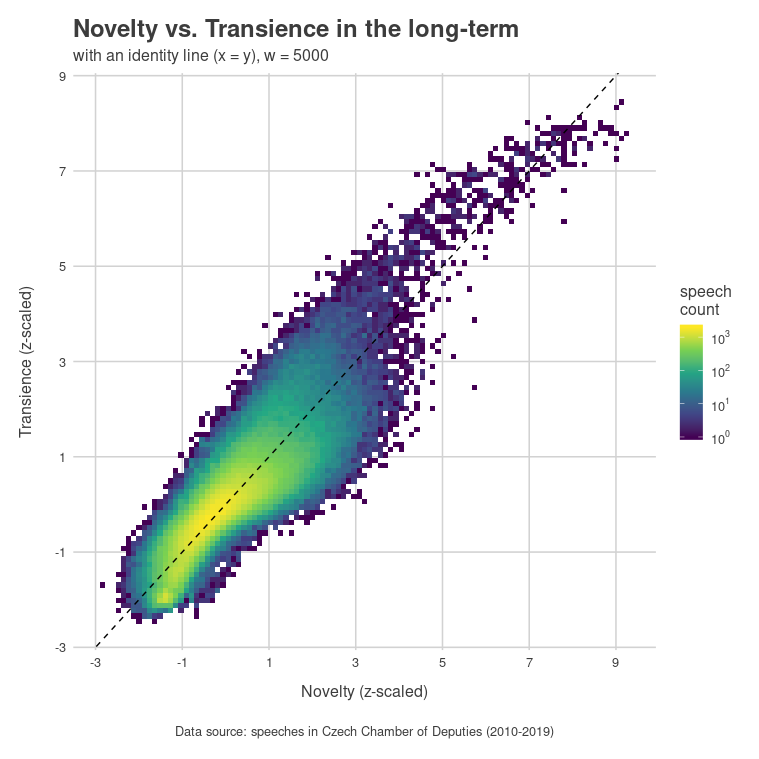 Novelty vs. Transience in the long-term
with an identity line (x = y), w = 5000
9
7
5
3
1
-1
-3
Transience (z-scaled)
-3 -1 1 3 5 7 9
Novelty (z-scaled)
speech
count
10³
10²
10¹
10⁰
Data source: speeches in Czech Chamber of Deputies (2010-2019)